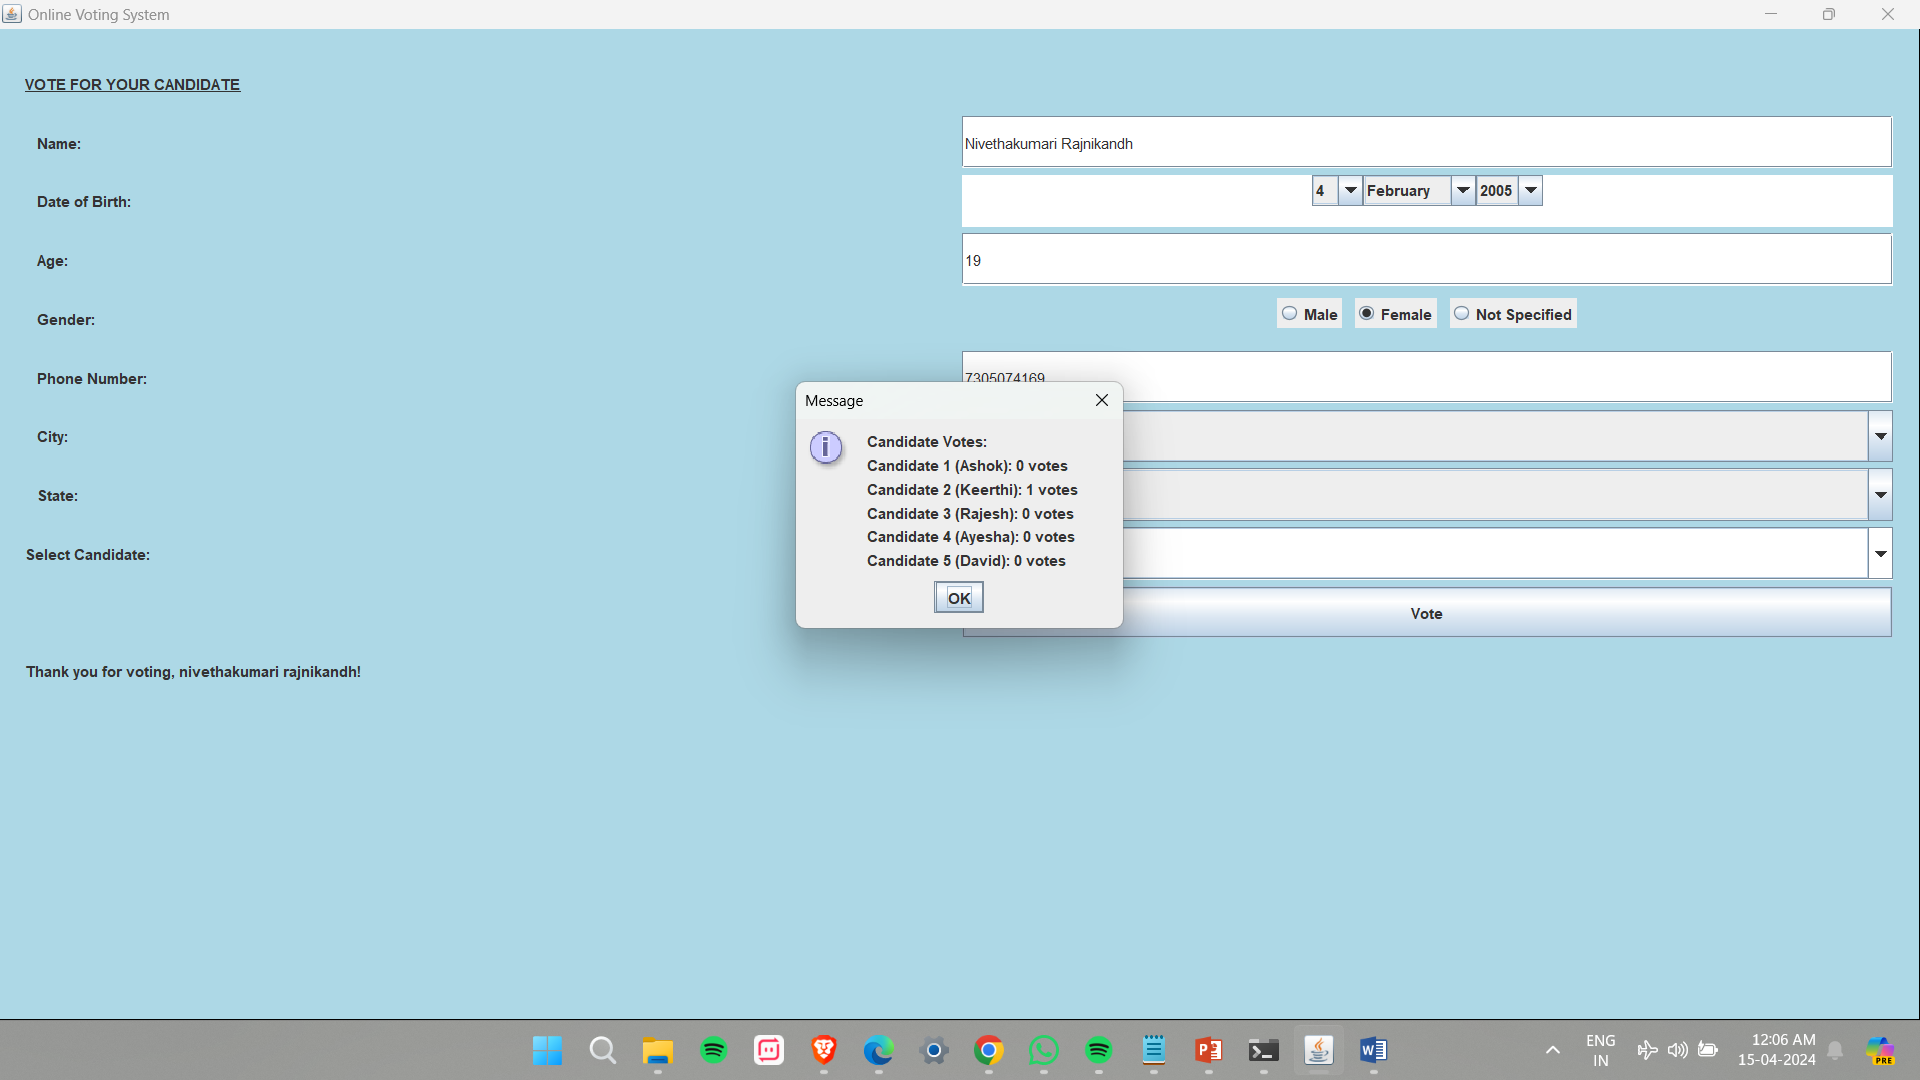 Online Voting System
VOTE FOR YOUR CANDIDATE
Name:
Nivethakumari Rajnikandh
Date of Birth:
4 February 2005
Age:
19
Gender:
Male Female Not Specified
Phone Number:
7305074169
Message
City:
Candidate Votes:
Candidate 1 (Ashok): 0 votes
Candidate 2 (Keerthi): 1 votes
Candidate 3 (Rajesh): 0 votes
Candidate 4 (Ayesha): 0 votes
Candidate 5 (David): 0 votes
OK
State:
Select Candidate:
Vote
Thank you for voting, nivethakumari rajnikandh!
ENG
IN
12:06 AM
15-04-2024
PRE